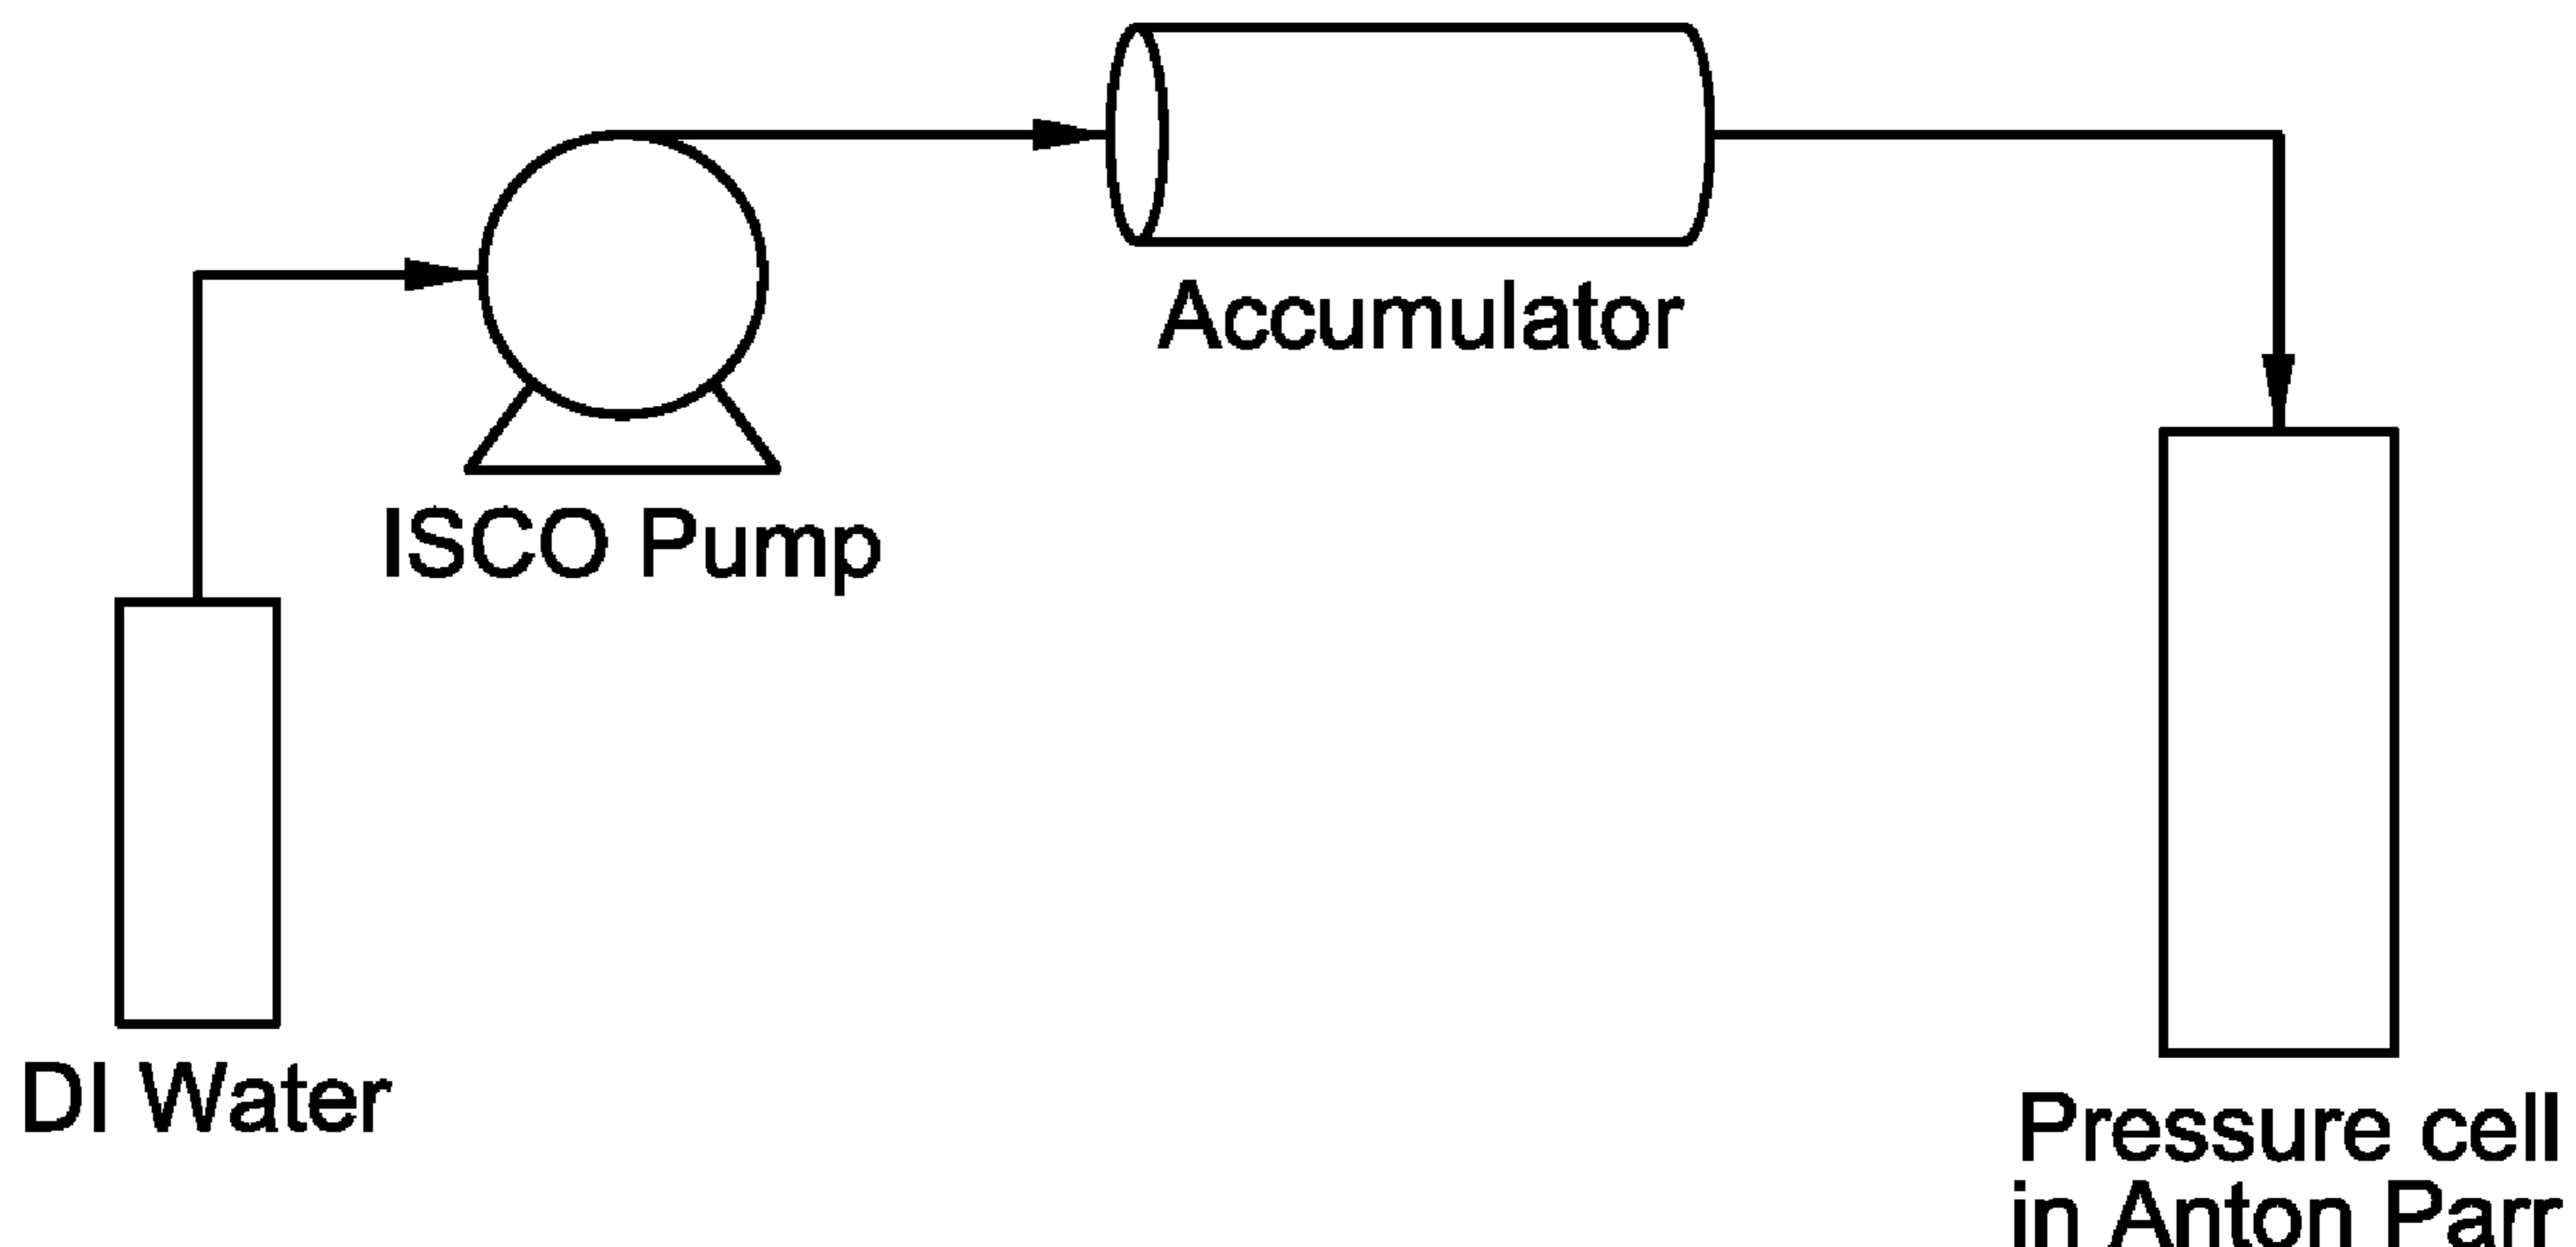 Accumulator
ISCO Pump
DI Water
Pressure cell
in Anton Parr